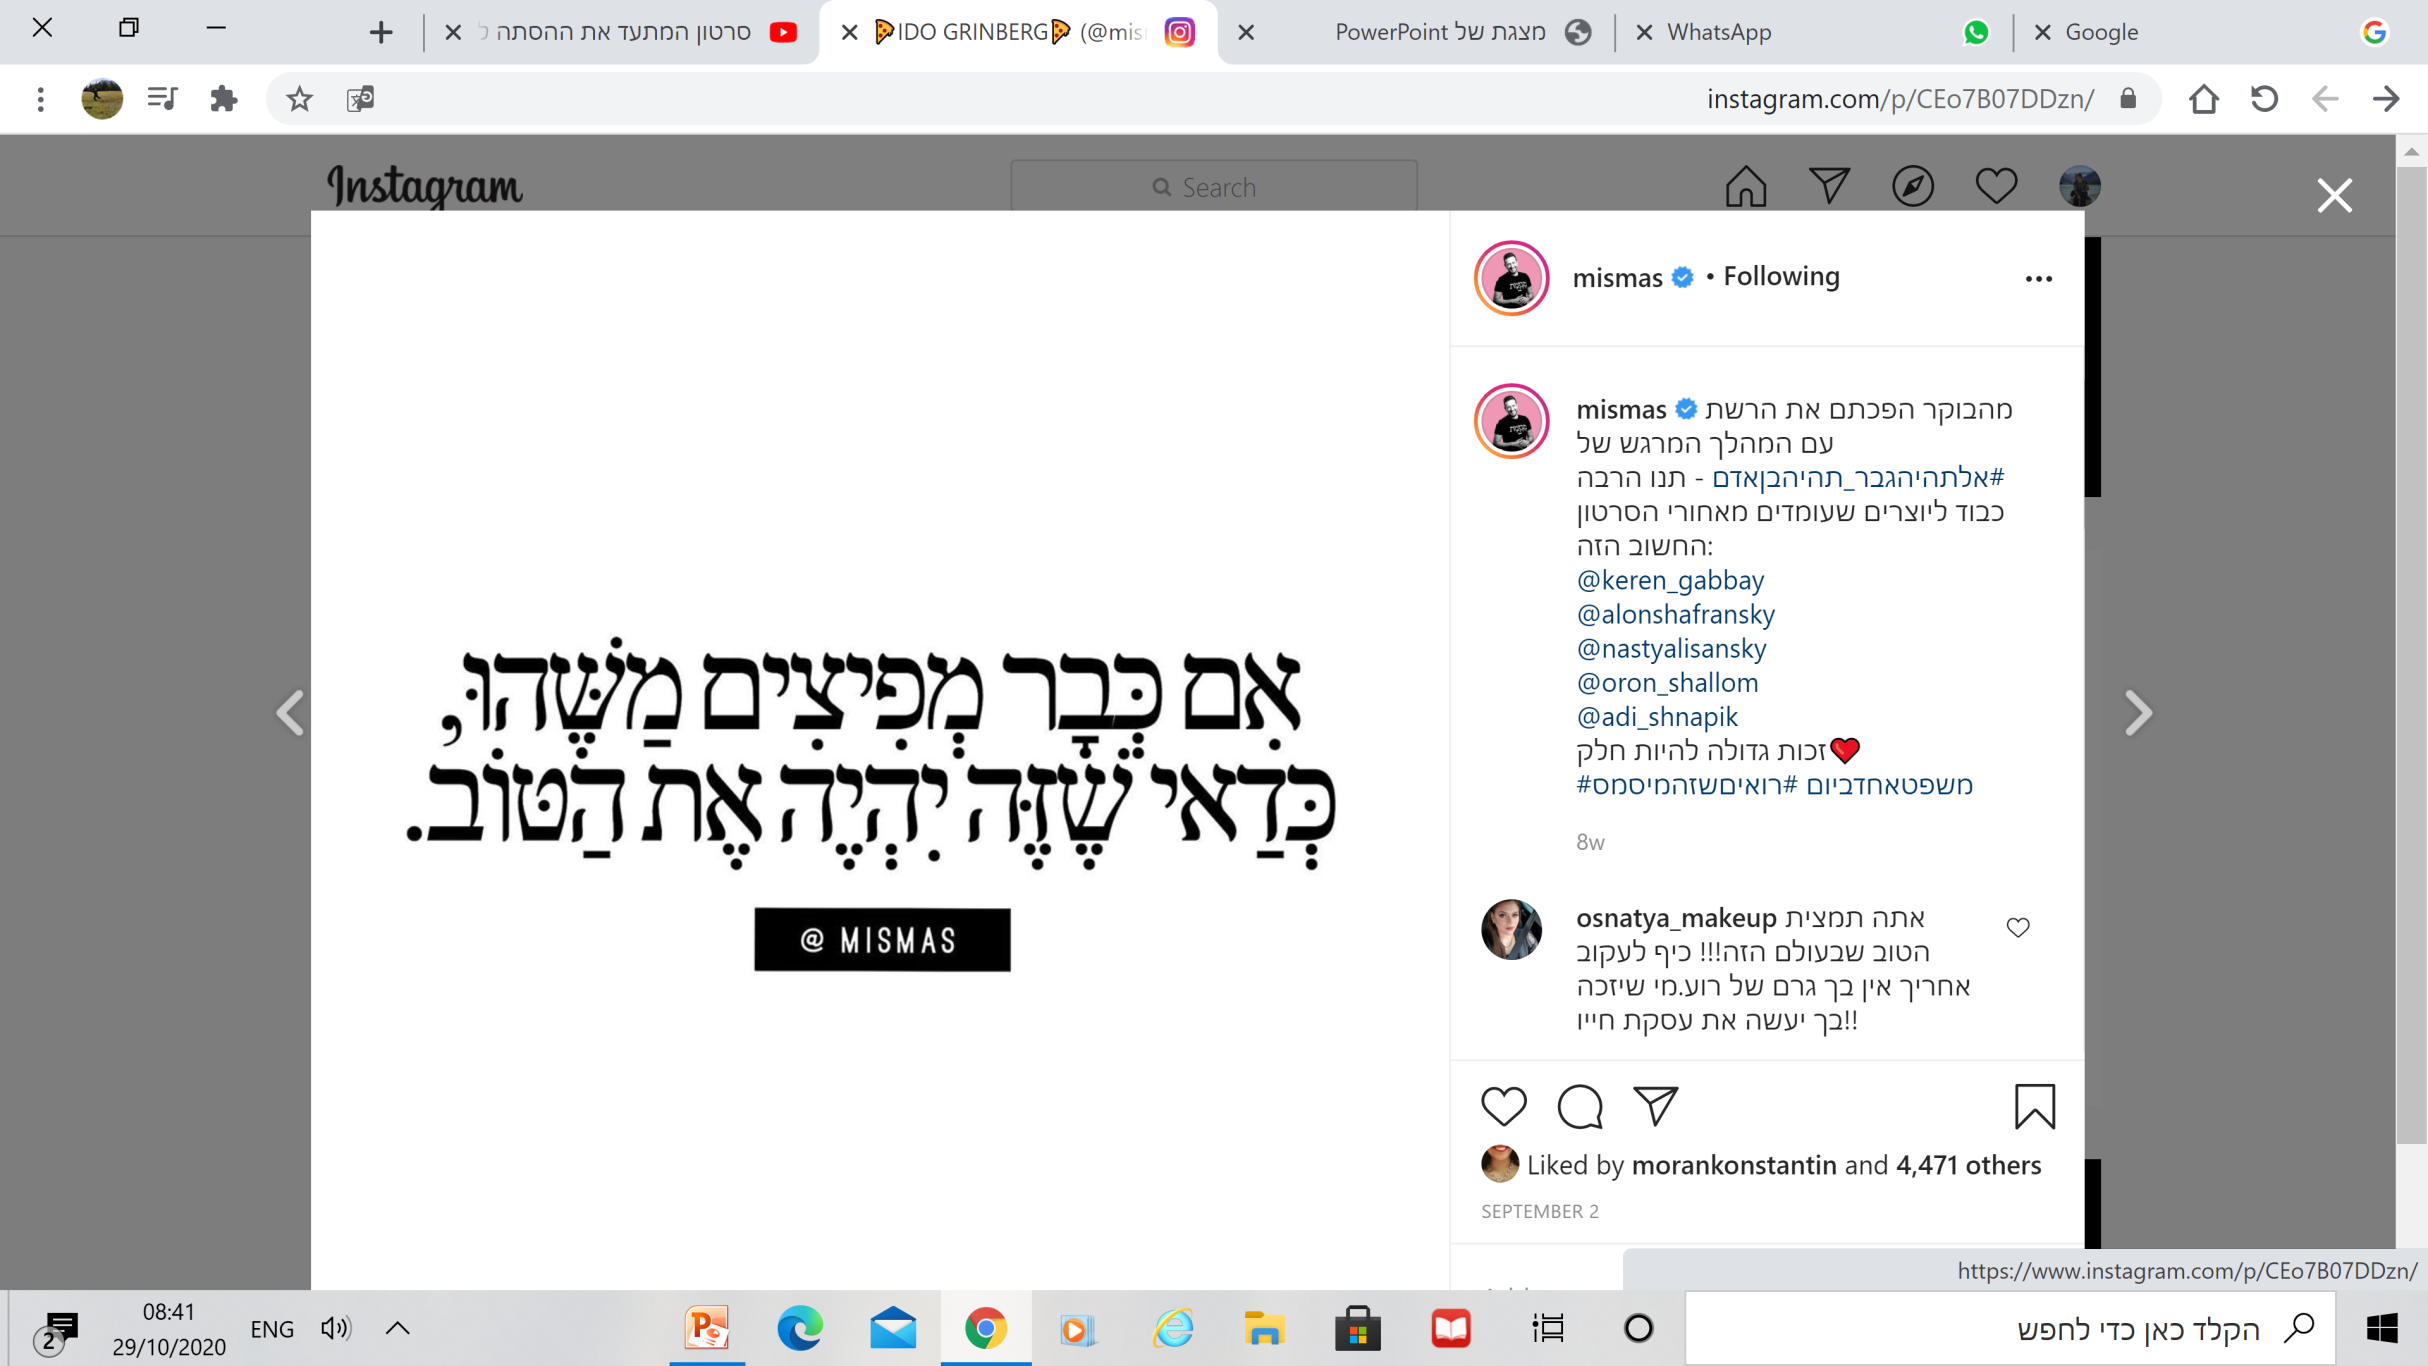 סרטון המתעד את ההסתה ל
🍕IDO GRINBERG🍕 (@mis
מצגת של PowerPoint
WhatsApp
Google
instagram.com/p/CEo7B07DDzn/
Instagram
Search
אִם כְּבָר מְפִיצִים מַשֶּׁהוּ,
כְּדַאי שֶׁזֶּה יִהְיֶה אֶת הַטּוֹב.
@ MISMAS
mismas • Following
mismas מהבוקר הפכתם את הרשת
עם המהלך המרגש של
#אלתהיהגבר_תהיהבןאדם - תנו הרבה
כבוד ליוצרים שעומדים מאחורי הסרטון
החשוב הזה:
@keren_gabbay
@alonshafransky
@nastyalisansky
@oron_shallom
@adi_shnapik
זכות גדולה להיות חלק❤️
#משפטאחדביום #רואיםשזהמיסמס
8w
osnatya_makeup אתה תמצית
הטוב שבעולם הזה!!! כיף לעקוב
אחריך אין בך גרם של רוע.מי שיזכה
בך יעשה את עסקת חייו!!
Liked by morankonstantin and 4,471 others
SEPTEMBER 2
https://www.instagram.com/p/CEo7B07DDzn/
2
08:41
29/10/2020
ENG
הקלד כאן כדי לחפש